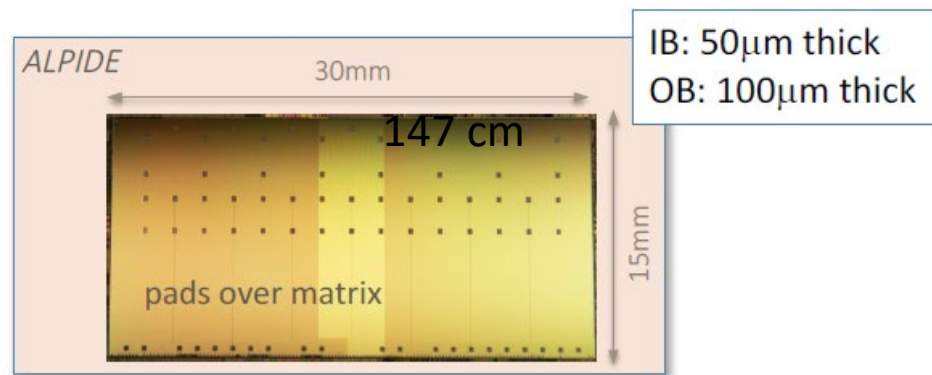 IB: 50μm thick
OB: 100μm thick
ALPIDE
30mm
147 cm
15mm
pads over matrix